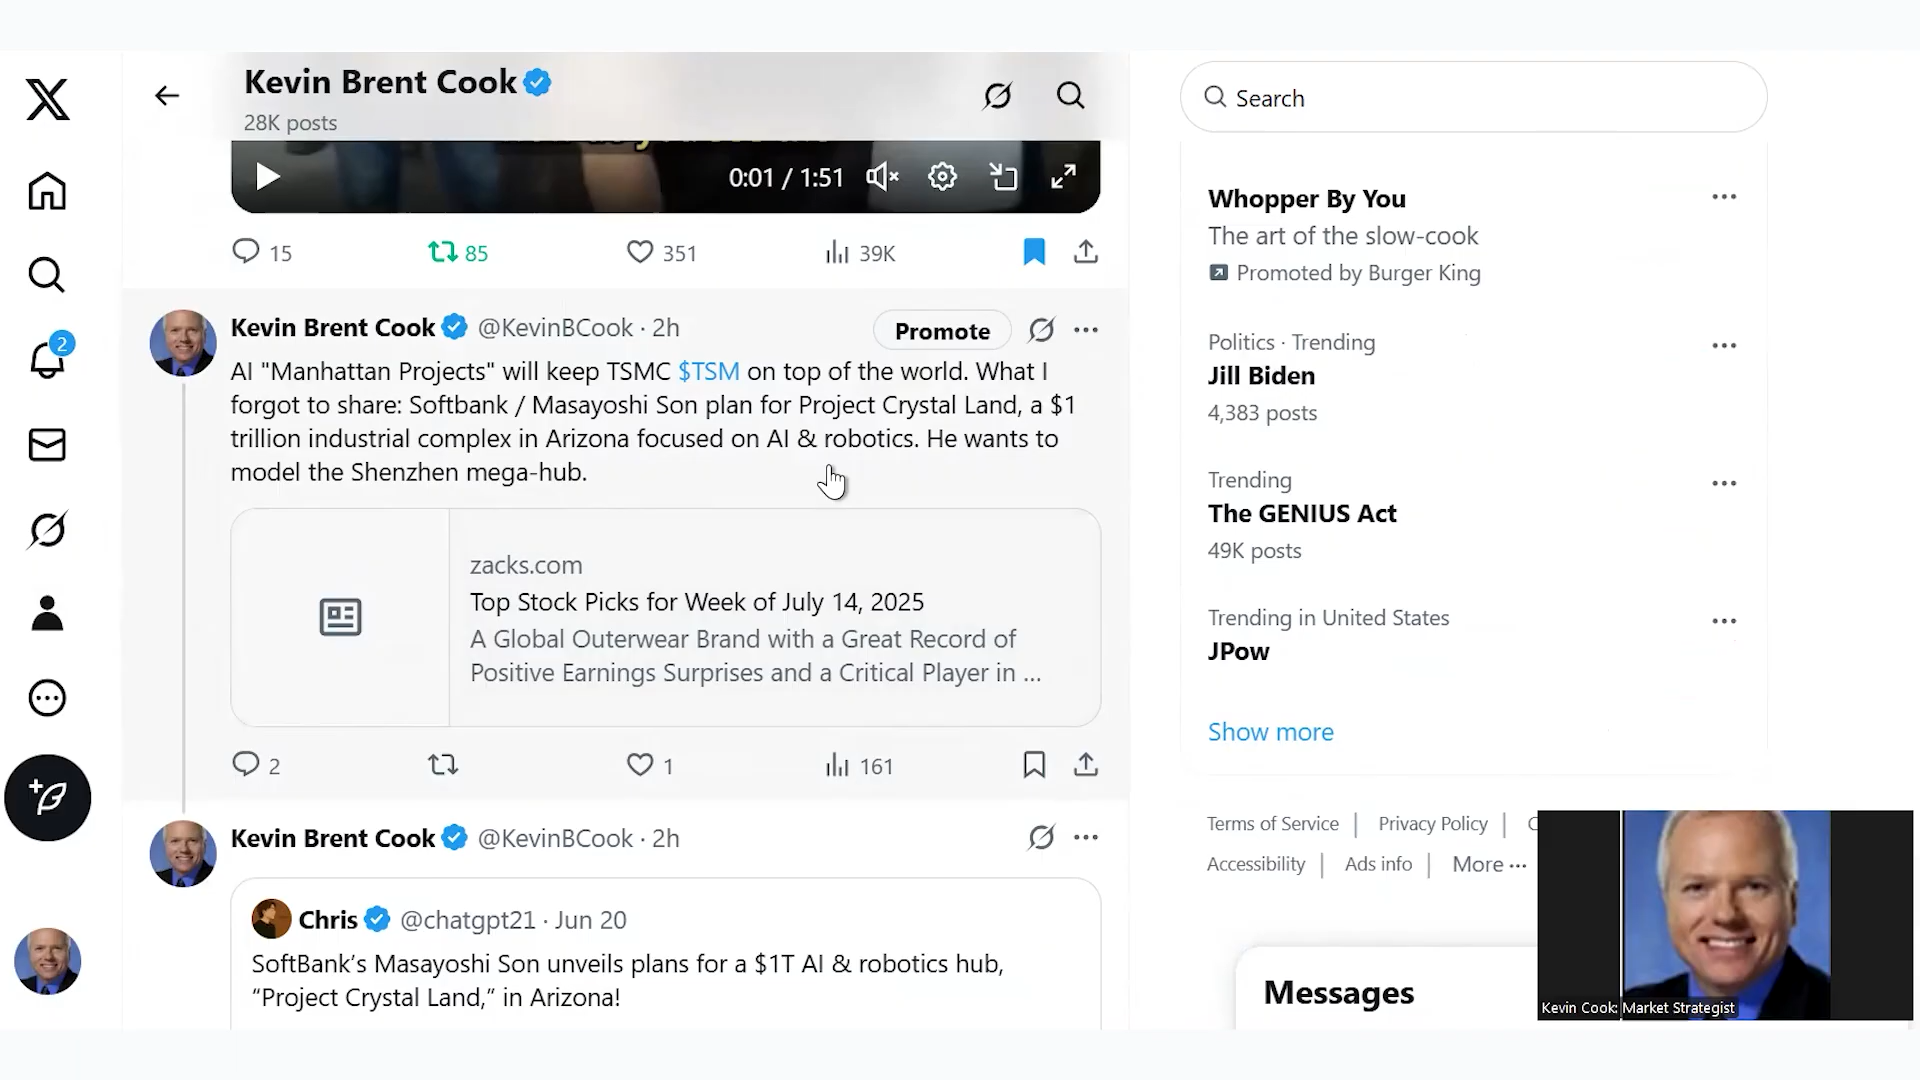 Kevin Brent Cook
28K posts
0:01 / 1:51
15
85
351
39K
Kevin Brent Cook @KevinBCook · 2h
Promote
AI "Manhattan Projects" will keep TSMC $TSM on top of the world. What I
forgot to share: Softbank / Masayoshi Son plan for Project Crystal Land, a $1
trillion industrial complex in Arizona focused on AI & robotics. He wants to
model the Shenzhen mega-hub.
zacks.com
Top Stock Picks for Week of July 14, 2025
A Global Outerwear Brand with a Great Record of
Positive Earnings Surprises and a Critical Player in ...
2
1
161
Kevin Brent Cook @KevinBCook · 2h
Chris @chatgpt21 · Jun 20
SoftBank’s Masayoshi Son unveils plans for a $1T AI & robotics hub,
“Project Crystal Land,” in Arizona!
2
Search
Whopper By You
The art of the slow-cook
Promoted by Burger King
Politics · Trending
Jill Biden
4,383 posts
Trending
The GENIUS Act
49K posts
Trending in United States
JPow
Show more
Terms of Service | Privacy Policy |
Accessibility | Ads info | More ···
Messages
Kevin Cook: Market Strategist